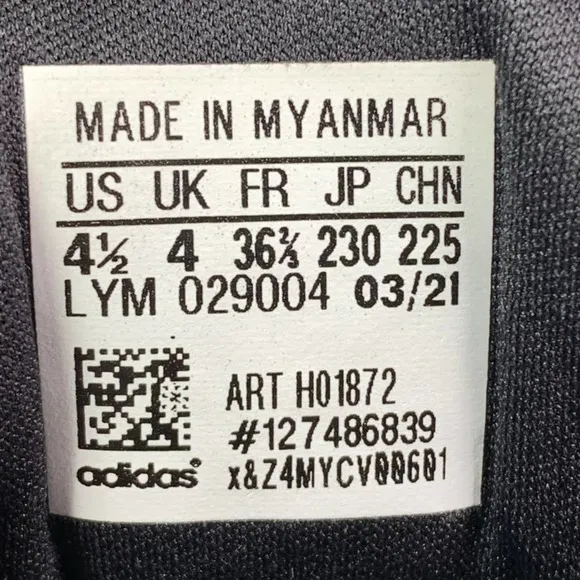 MADE IN MYANMAR
US UK FR JP CHN
4½ 4 36⅔ 230 225
LYM 029004 03/21
ART H01872
#127486839
adidas® x&Z4MYCV00601